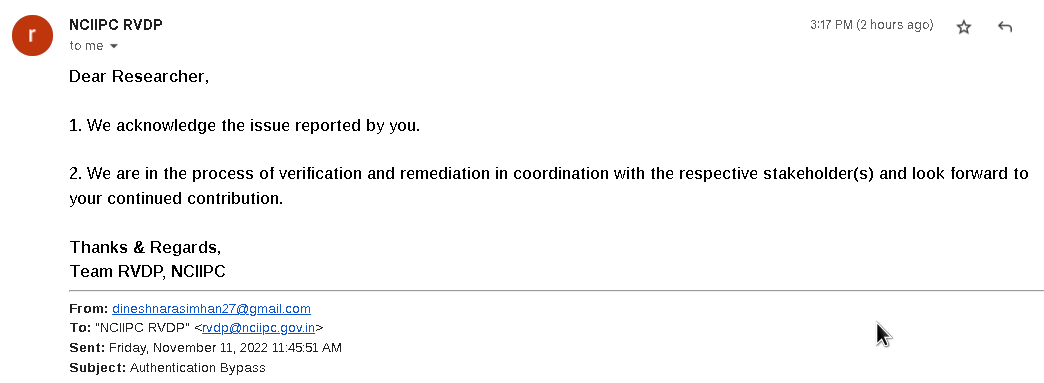 r
NCIIPC RVDP
3:17 PM (2 hours ago)
to me
Dear Researcher,
1. We acknowledge the issue reported by you.
2. We are in the process of verification and remediation in coordination with the respective stakeholder(s) and look forward to
your continued contribution.
Thanks & Regards,
Team RVDP, NCIIPC
From: dineshnarasimhan27@gmail.com
To: "NCIIPC RVDP" <rvdp@nciipc.gov.in>
Sent: Friday, November 11, 2022 11:45:51 AM
Subject: Authentication Bypass